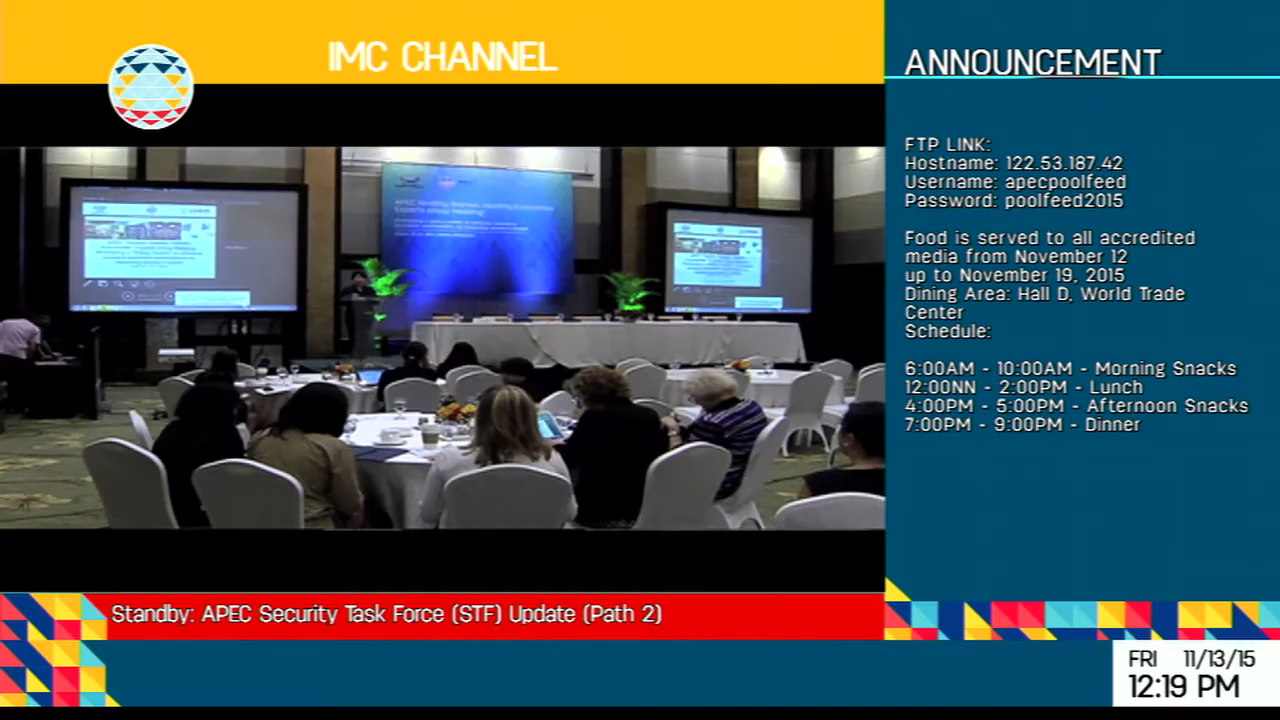 IMC CHANNEL
ANNOUNCEMENT
FTP LINK:
Hostname: 122.53.187.42
Username: apecpoolfeed
Password: poolfeed2015
Food is served to all accredited
media from November 12
up to November 19, 2015
Dining Area: Hall D, World Trade
Center
Schedule:
6:00AM - 10:00AM - Morning Snacks
12:00NN - 2:00PM - Lunch
4:00PM - 5:00PM - Afternoon Snacks
7:00PM - 9:00PM - Dinner
Standby: APEC Security Task Force (STF) Update (Path 2)
FRI 11/13/15
12:19 PM